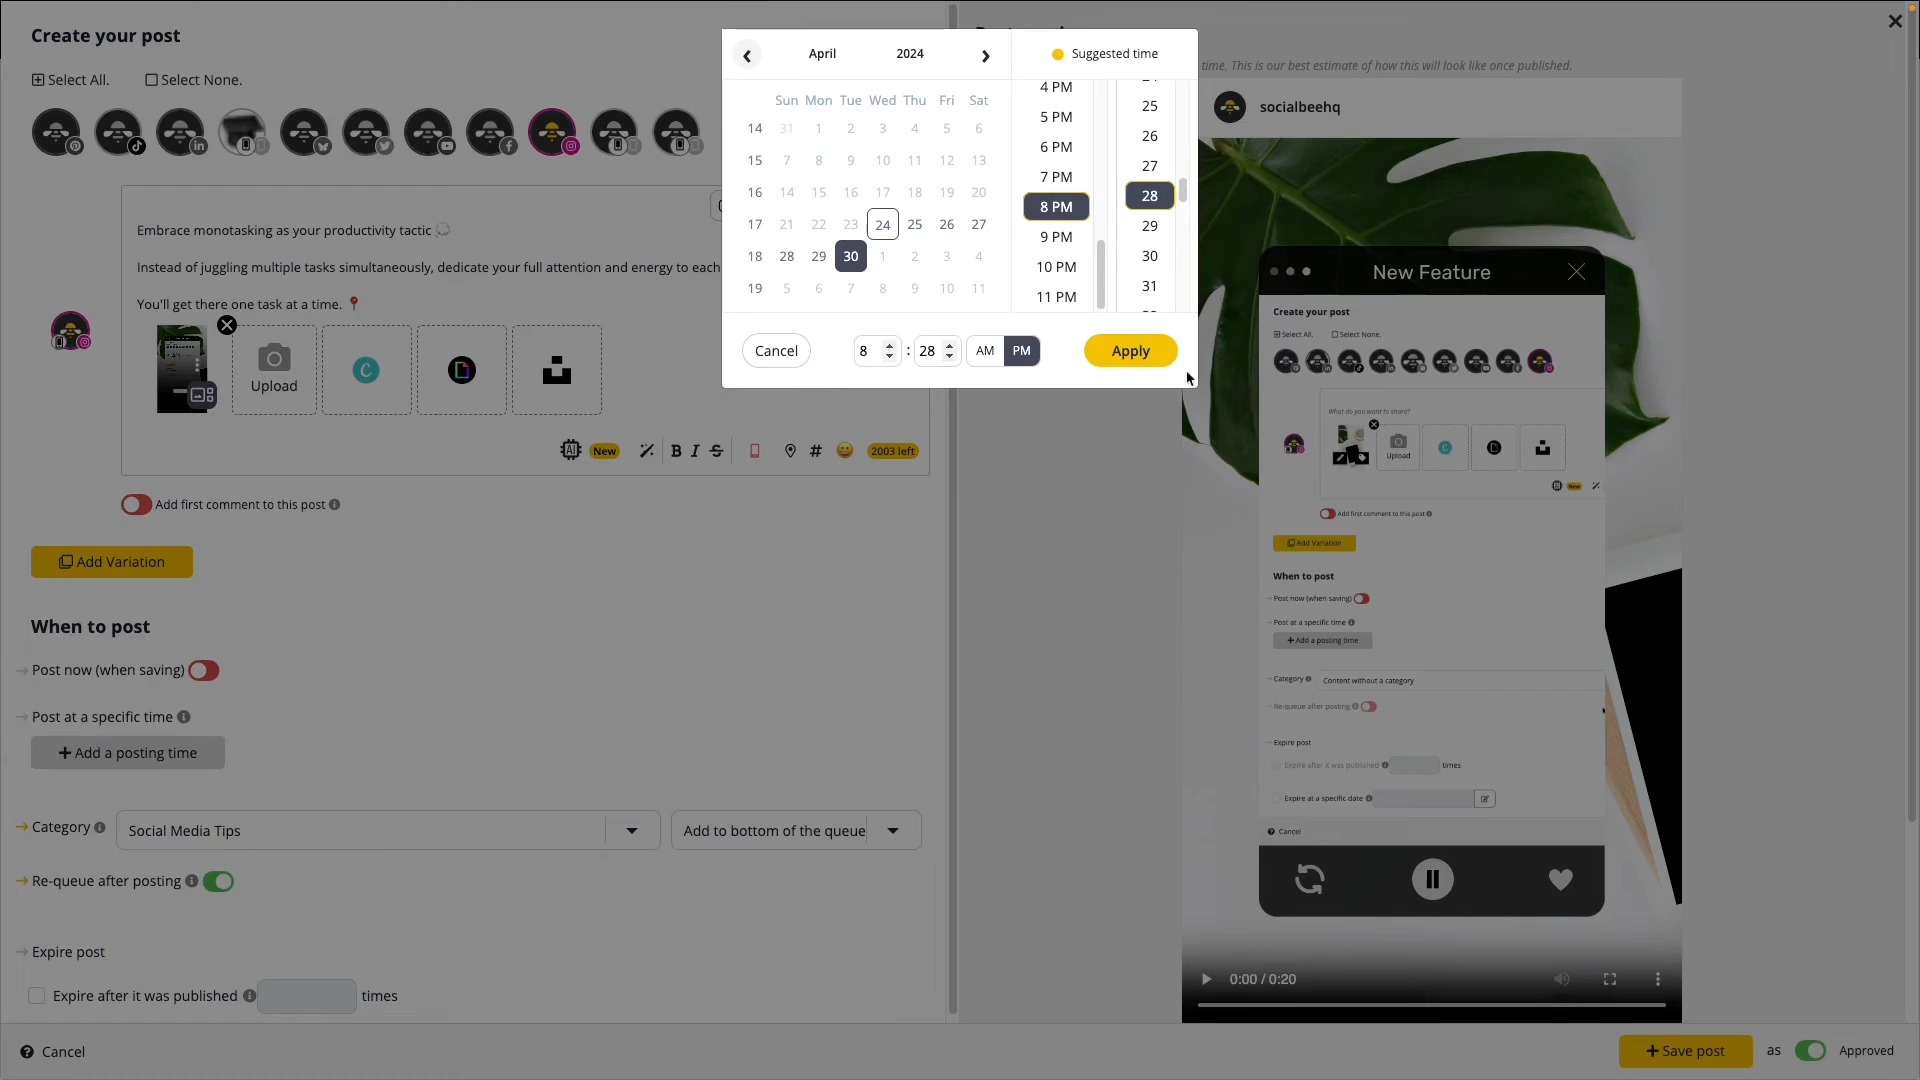 Create your post
Select All.
Select None.
Embrace monotasking as your productivity tactic
Instead of juggling multiple tasks simultaneously, dedicate your full attention and energy to each
You'll get there one task at a time.
Upload
AI New
B I S
#
2003 left
Add first comment to this post
Add Variation
When to post
Post now (when saving)
Post at a specific time
+ Add a posting time
Category
Social Media Tips
Add to bottom of the queue
Re-queue after posting
Expire post
Expire after it was published times
Cancel
April 2024
Suggested time
Sun Mon Tue Wed Thu Fri Sat
14 31 1 2 3 4 5 6
15 7 8 9 10 11 12 13
16 14 15 16 17 18 19 20
17 21 22 23 24 25 26 27
18 28 29 30 1 2 3 4
19 5 6 7 8 9 10 11
4 PM
5 PM
6 PM
7 PM
8 PM
9 PM
10 PM
11 PM
25
26
27
28
29
30
31
Cancel
8 : 28 AM PM
Apply
time. This is our best estimate of how this will look like once published.
socialbeehq
New Feature
Create your post
Select All.
Select None.
What do you want to share?
Upload
New
Add first comment to this post
Add Variation
When to post
Post now (when saving)
Post at a specific time
+ Add a posting time
Category
Content without a category
Re-queue after posting
Expire post
Expire after it was published times
Expire at a specific date
Cancel
0:00 / 0:20
+ Save post as Approved